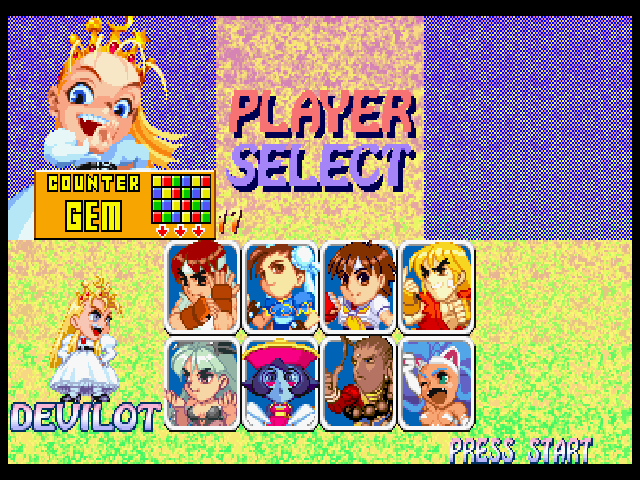 PLAYER
SELECT
COUNTER
GEM
17
DEVILOT
PRESS START